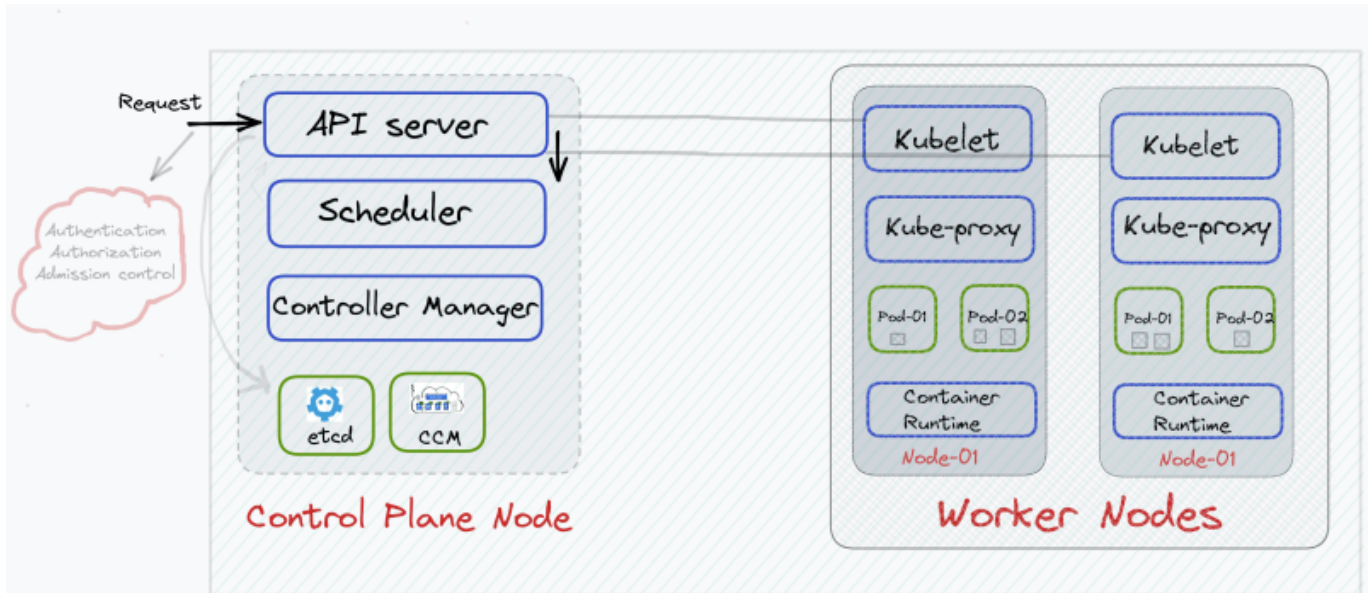 Request
API server
Scheduler
Controller Manager
etcd
CCM
Control Plane Node
Authentication
Authorization
Admission control
Kubelet
Kube-proxy
Pod-01
Pod-02
Container
Runtime
Node-01
Kubelet
Kube-proxy
Pod-01
Pod-02
Container
Runtime
Node-01
Worker Nodes